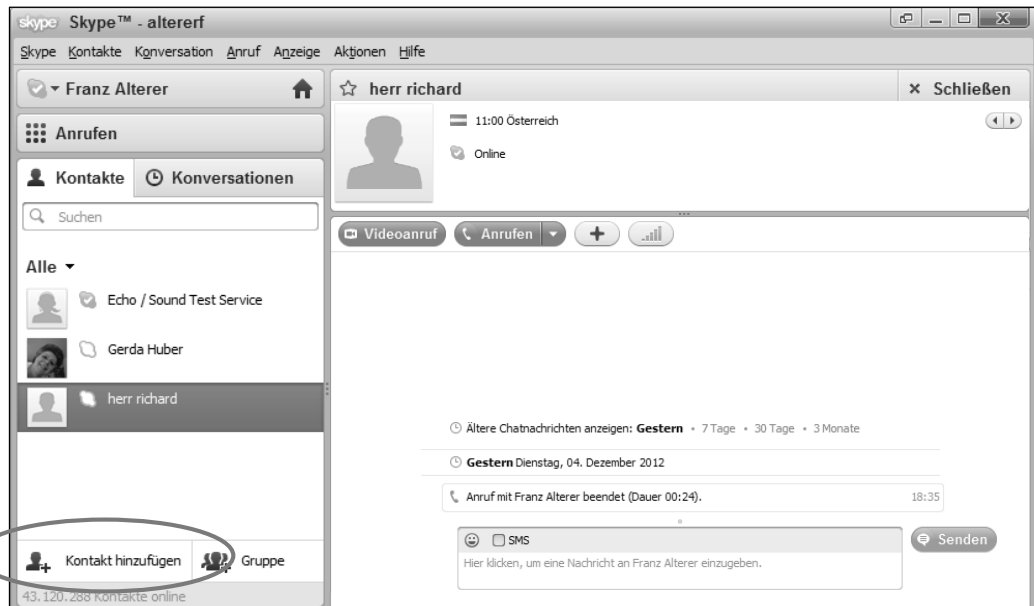 skype Skype™ - altererf
Skype Kontakte Konversation Anruf Anzeige Aktionen Hilfe
Franz Alterer
Anrufen
Kontakte Konversationen
Suchen
Alle
Echo / Sound Test Service
Gerda Huber
herr richard
Kontakt hinzufügen Gruppe
43.120.288 Kontakte online
herr richard × Schließen
11:00 Österreich
Online
Videoanruf Anrufen
Ältere Chatnachrichten anzeigen: Gestern • 7 Tage • 30 Tage • 3 Monate
Gestern Dienstag, 04. Dezember 2012
Anruf mit Franz Alterer beendet (Dauer 00:24). 18:35
SMS
Hier klicken, um eine Nachricht an Franz Alterer einzugeben.
Senden